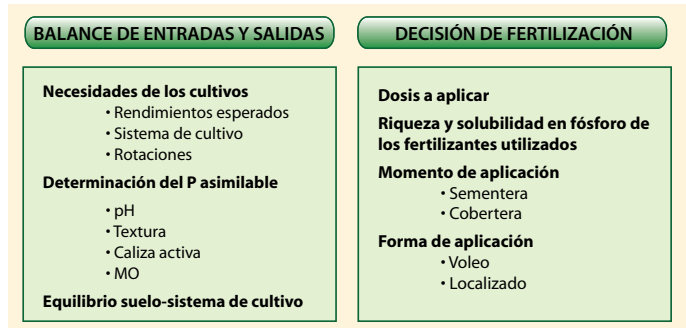 BALANCE DE ENTRADAS Y SALIDAS
Necesidades de los cultivos
• Rendimientos esperados
• Sistema de cultivo
• Rotaciones
Determinación del P asimilable
• pH
• Textura
• Caliza activa
• MO
Equilibrio suelo-sistema de cultivo
DECISIÓN DE FERTILIZACIÓN
Dosis a aplicar
Riqueza y solubilidad en fósforo de
los fertilizantes utilizados
Momento de aplicación
• Sementera
• Cobertera
Forma de aplicación
• Voleo
• Localizado